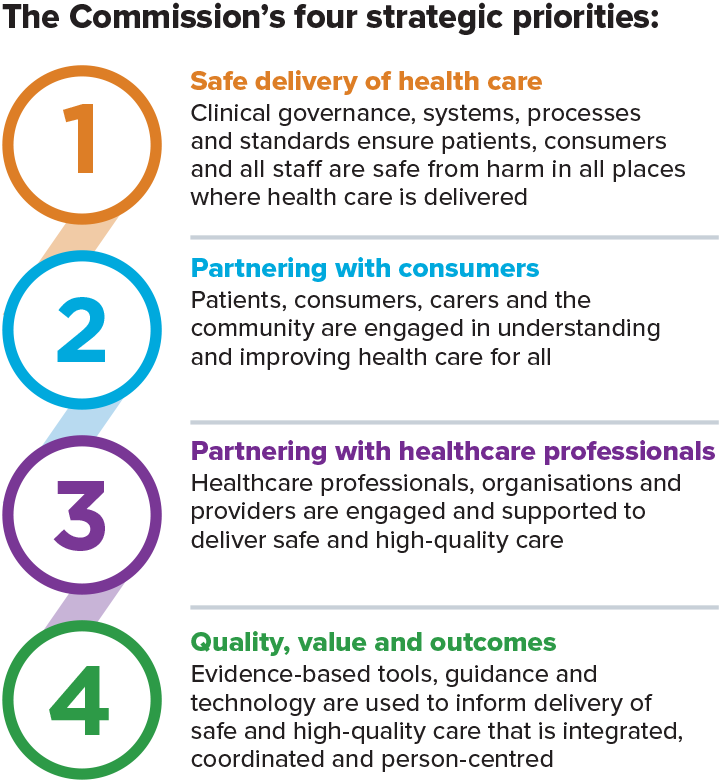 The Commission's four strategic priorities:
1
Safe delivery of health care
Clinical governance, systems, processes
and standards ensure patients, consumers
and all staff are safe from harm in all places
where health care is delivered
2
Partnering with consumers
Patients, consumers, carers and the
community are engaged in understanding
and improving health care for all
3
Partnering with healthcare professionals
Healthcare professionals, organisations and
providers are engaged and supported to
deliver safe and high-quality care
4
Quality, value and outcomes
Evidence-based tools, guidance and
technology are used to inform delivery of
safe and high-quality care that is integrated,
coordinated and person-centred